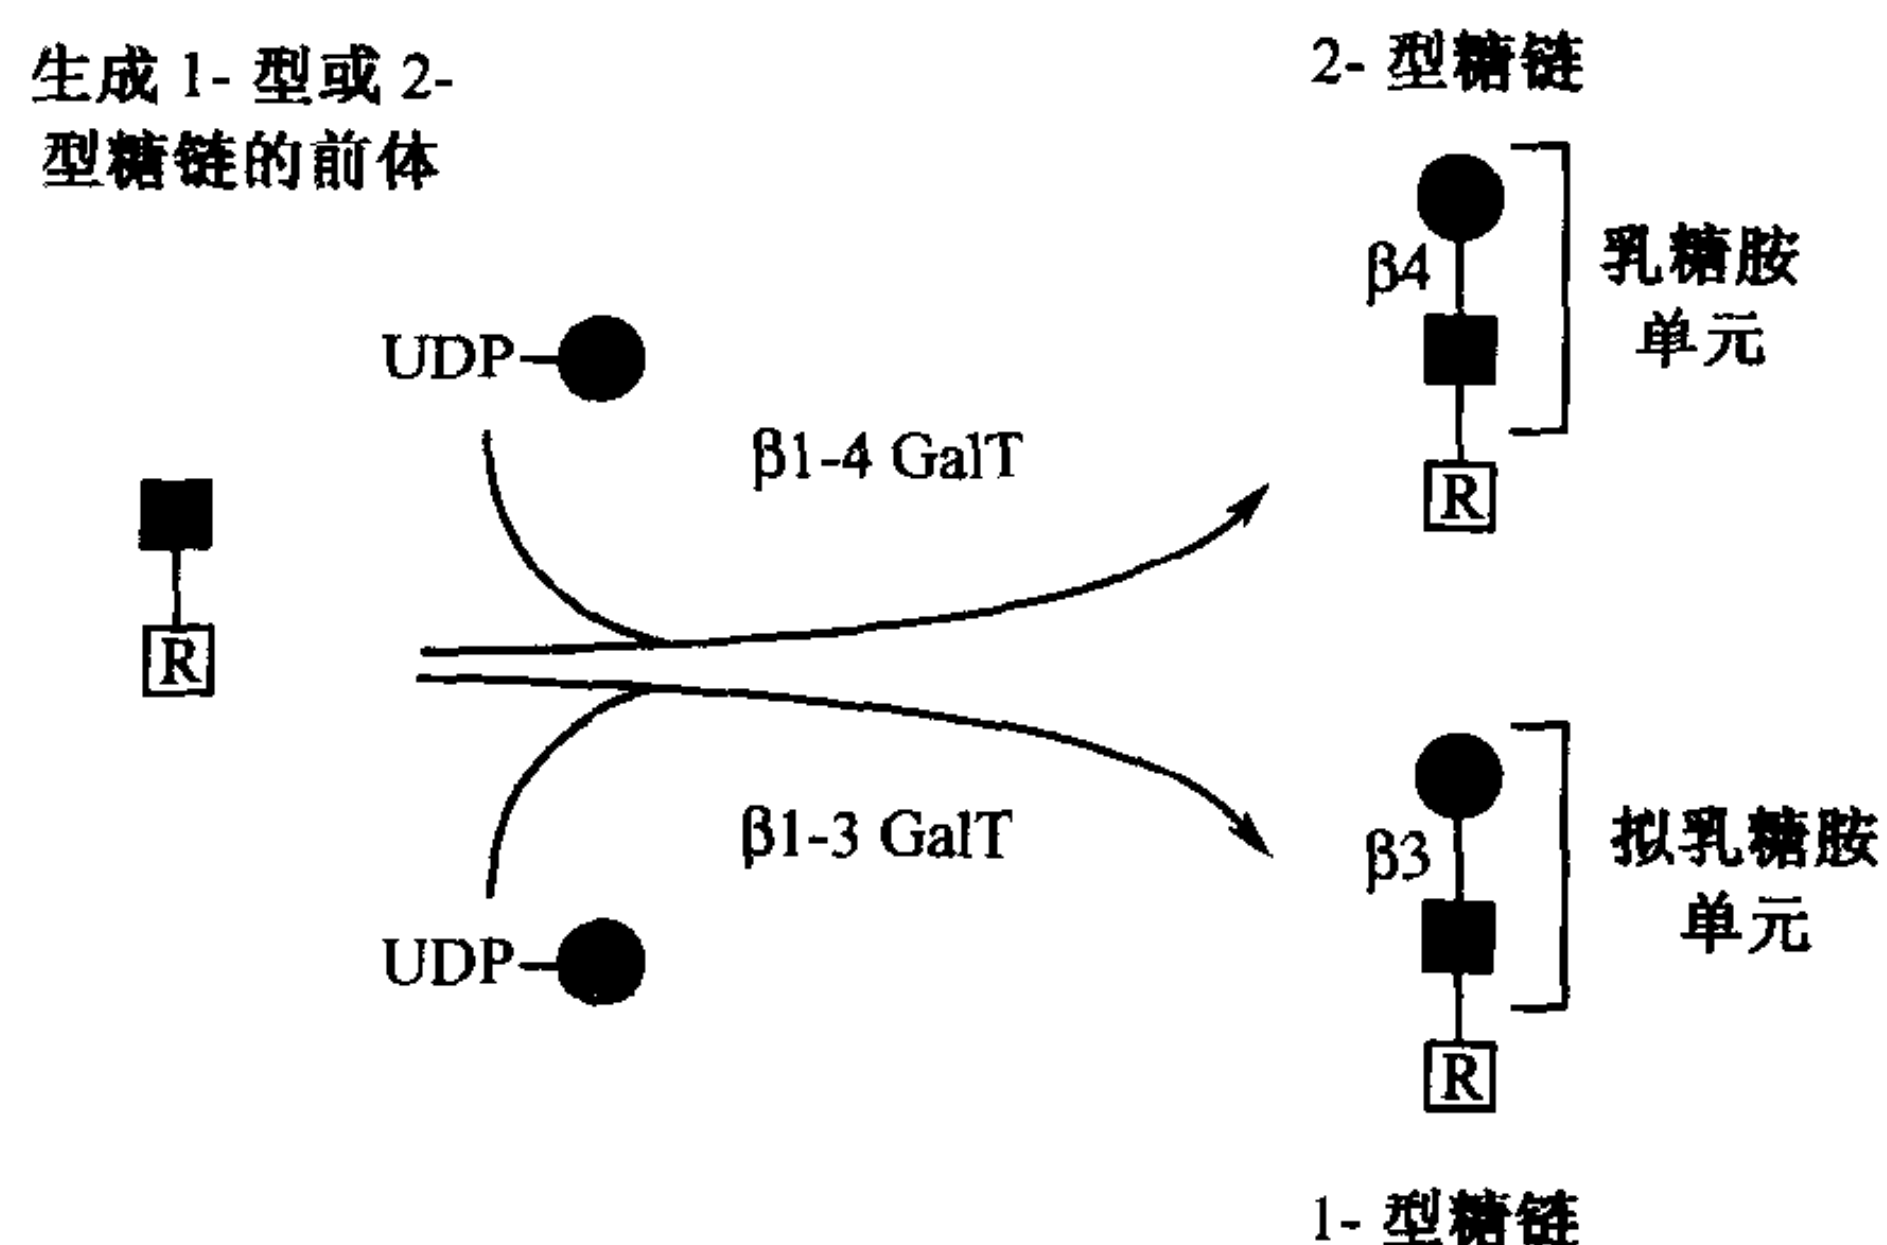 生成 1- 型或 2-
型糖链的前体
2- 型糖链
UDP
β4
乳糖胺
单元
β1-4 GalT
R
R
β1-3 GalT
UDP
β3
拟乳糖胺
单元
R
1- 型糖链